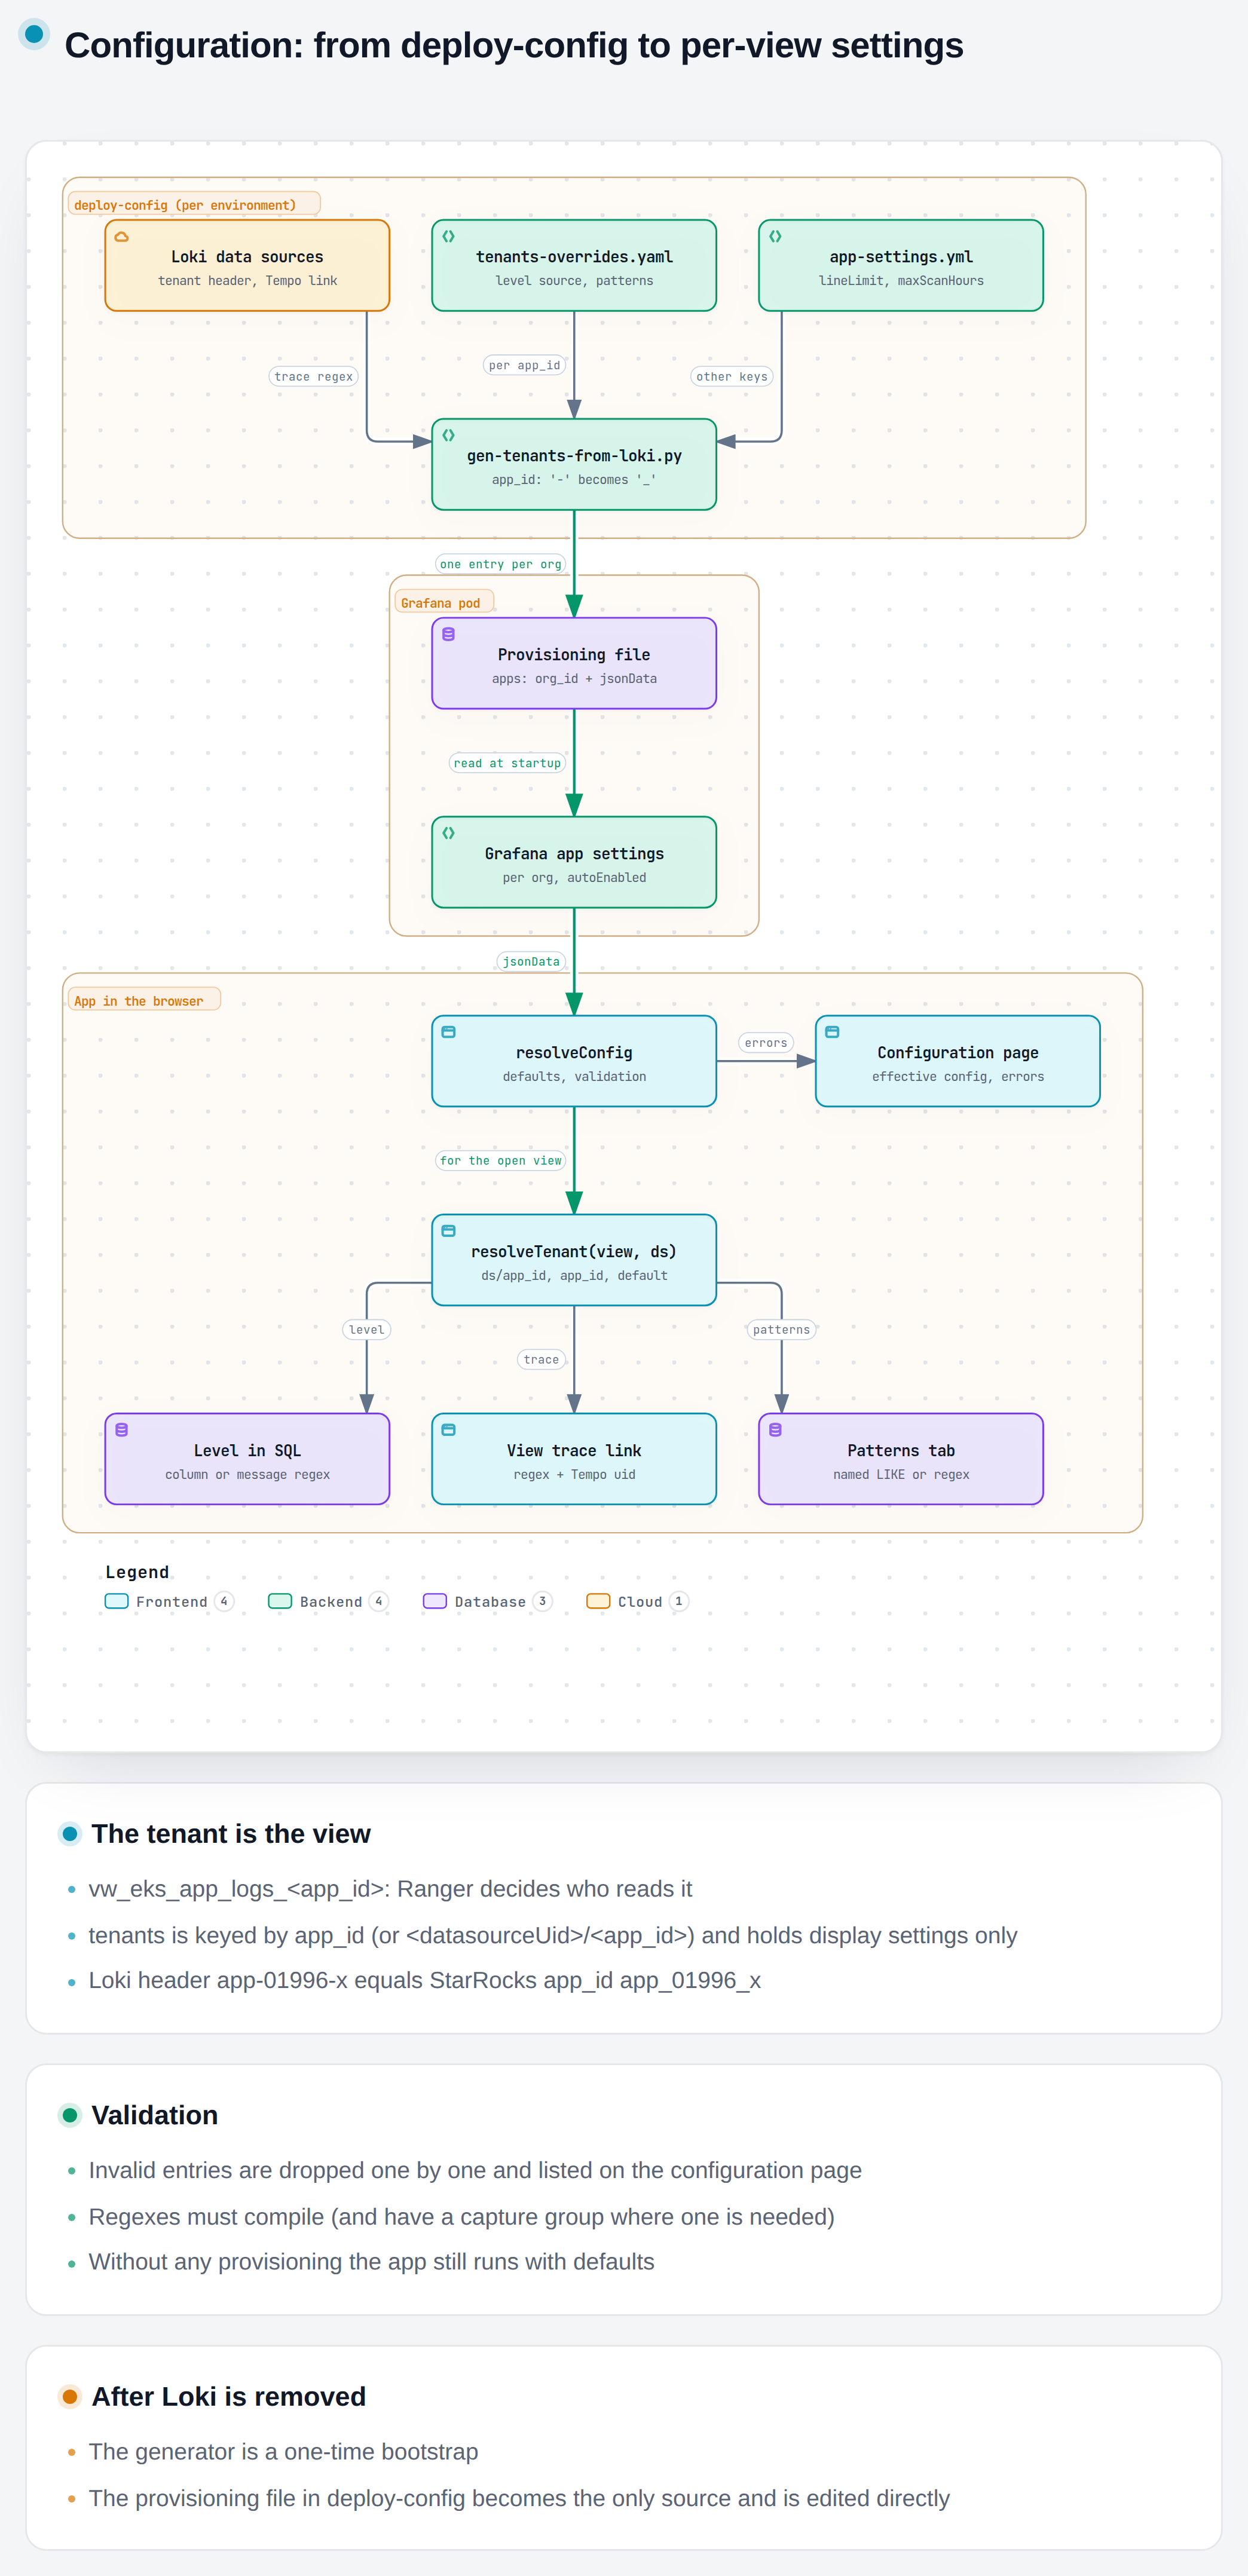 Configuration: from deploy-config to per-view settings
deploy-config (per environment)
Loki data sources
tenant header, Tempo link
tenants-overrides.yaml
level source, patterns
app-settings.yml
lineLimit, maxScanHours
trace regex
per app_id
other keys
gen-tenants-from-loki.py
app_id: '-' becomes '_'
one entry per org
Grafana pod
Provisioning file
apps: org_id + jsonData
read at startup
Grafana app settings
per org, autoEnabled
jsonData
App in the browser
resolveConfig
defaults, validation
errors
Configuration page
effective config, errors
for the open view
resolveTenant(view, ds)
ds/app_id, app_id, default
level
trace
patterns
Level in SQL
column or message regex
View trace link
regex + Tempo uid
Patterns tab
named LIKE or regex
Legend
Frontend 4 Backend 4 Database 3 Cloud 1
The tenant is the view
vw_eks_app_logs_<app_id>: Ranger decides who reads it
tenants is keyed by app_id (or <datasourceUid>/<app_id>) and holds display settings only
Loki header app-01996-x equals StarRocks app_id app_01996_x
Validation
Invalid entries are dropped one by one and listed on the configuration page
Regexes must compile (and have a capture group where one is needed)
Without any provisioning the app still runs with defaults
After Loki is removed
The generator is a one-time bootstrap
The provisioning file in deploy-config becomes the only source and is edited directly